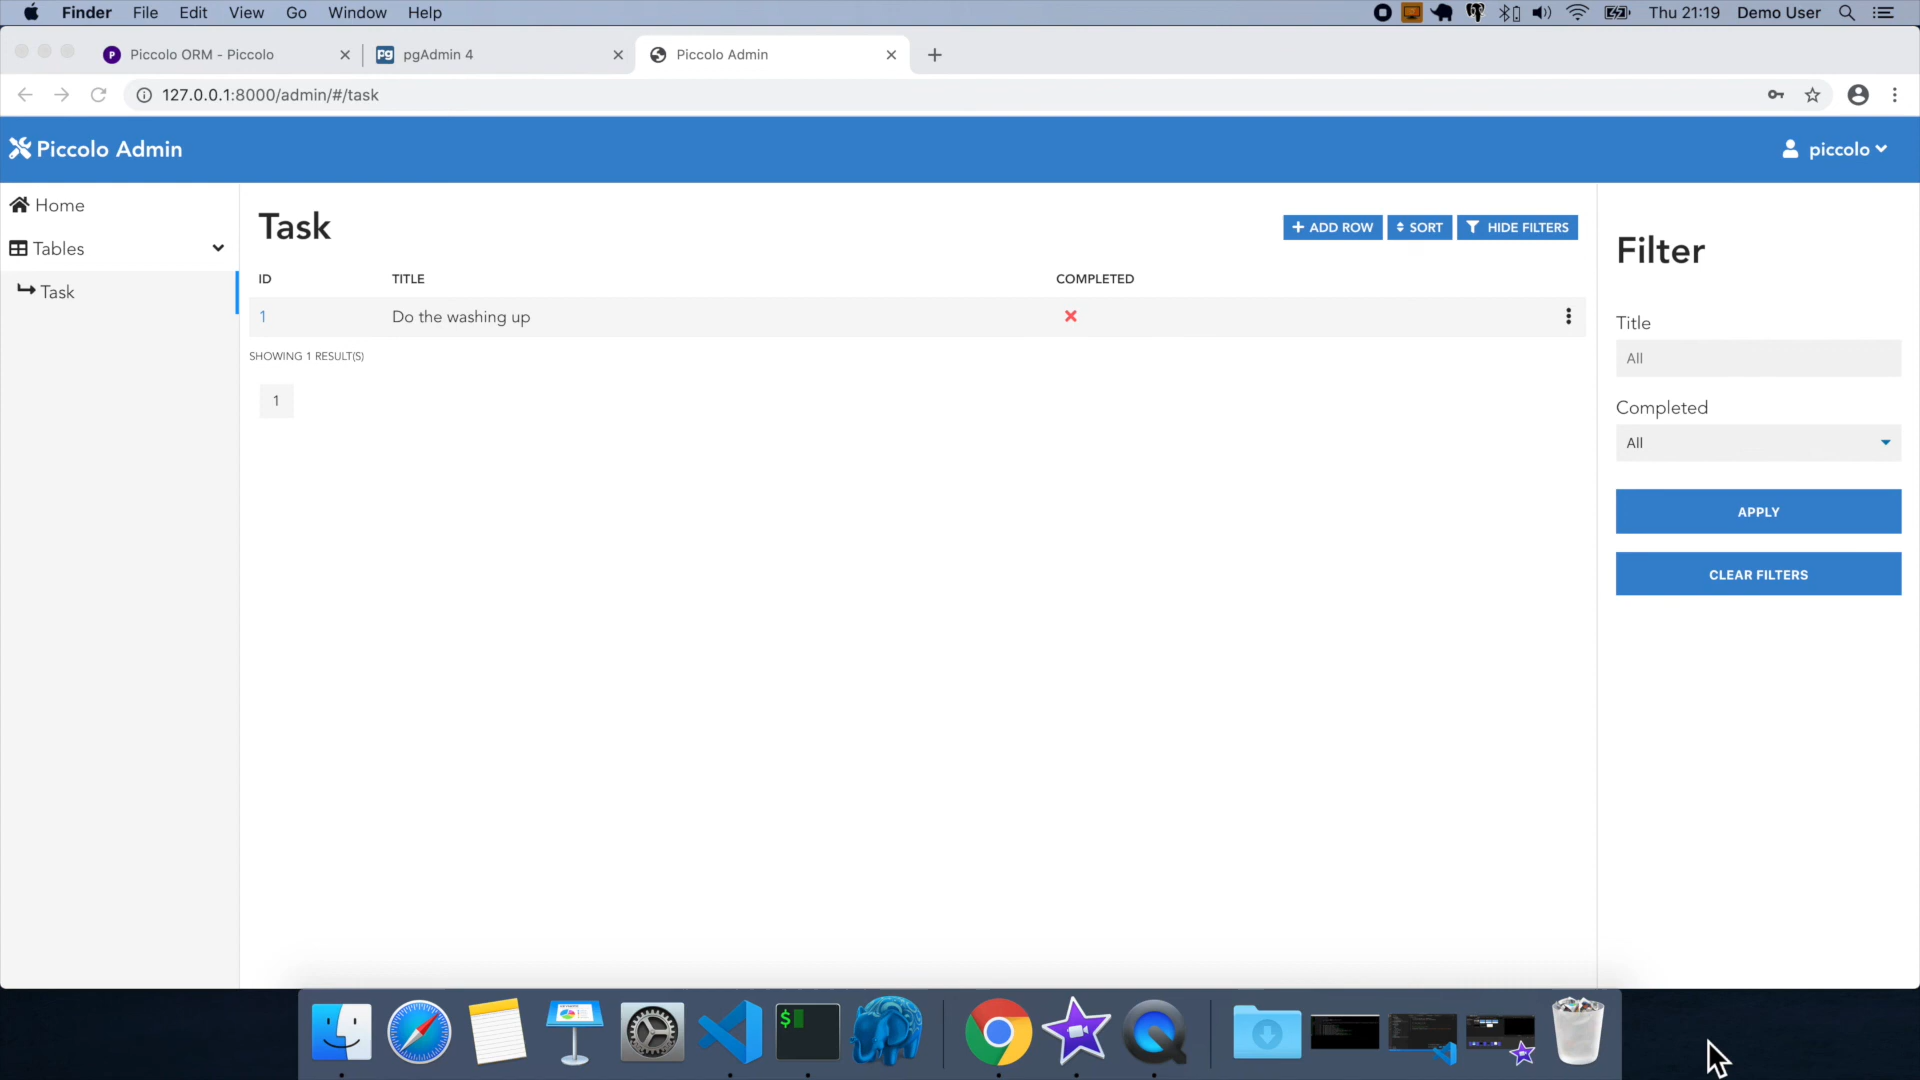 Finder File Edit View Go Window Help Thu 21:19 Demo User
P Piccolo ORM - Piccolo Pg pgAdmin 4 Piccolo Admin
127.0.0.1:8000/admin/#/task
Piccolo Admin piccolo
Home
Tables
Task
Task
ADD ROW SORT HIDE FILTERS
ID TITLE COMPLETED
1 Do the washing up
SHOWING 1 RESULT(S)
1
Filter
Title
All
Completed
All
APPLY
CLEAR FILTERS
$